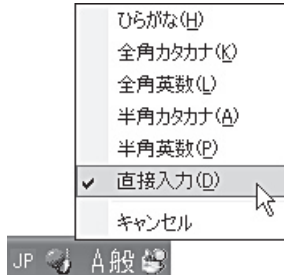 ひらがな(H)
全角カタカナ(K)
全角英数(L)
半角カタカナ(A)
半角英数(P)
直接入力(D)
キャンセル
JP A般